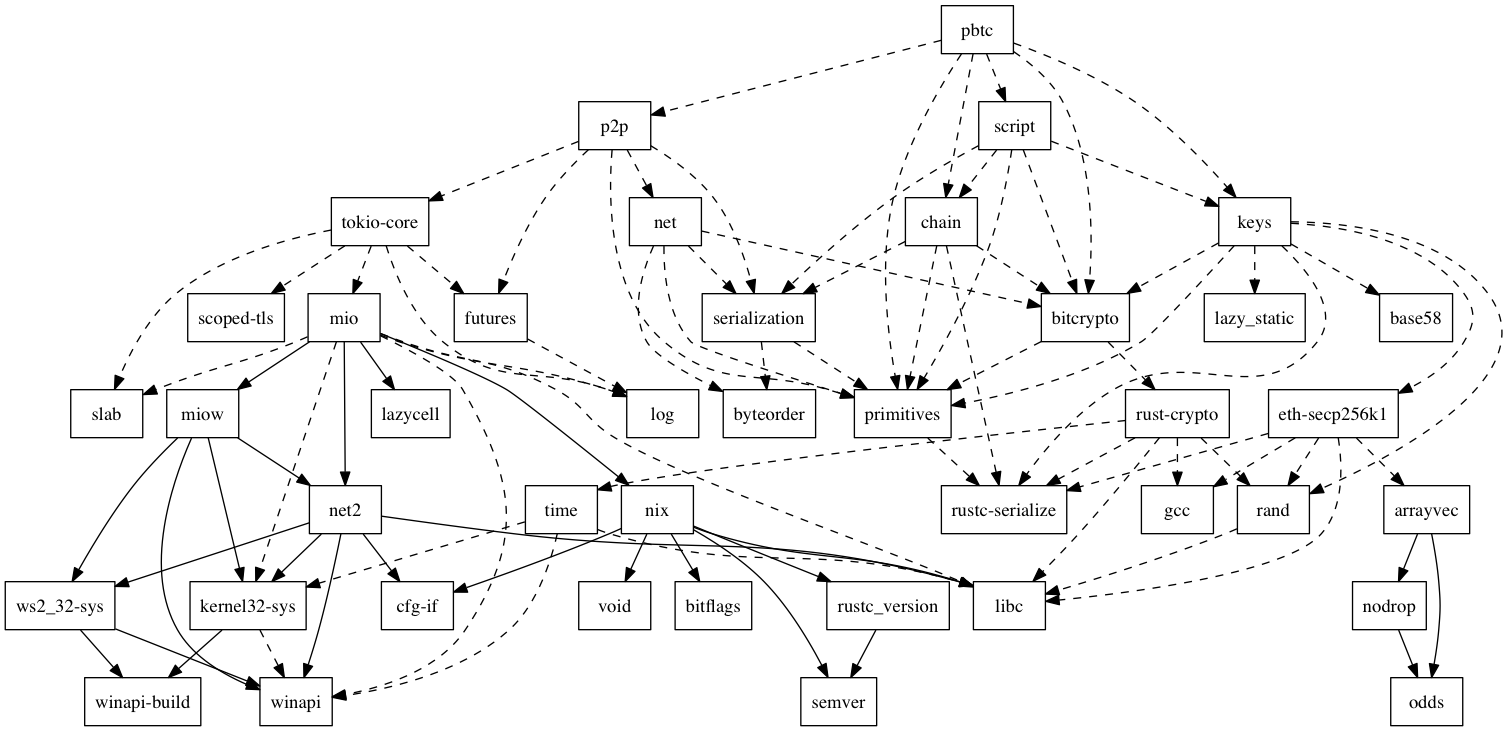 pbtc
p2p
script
tokio-core
net
chain
keys
scoped-tls
mio
futures
serialization
bitcrypto
lazy_static
base58
slab
miow
lazycell
log
byteorder
primitives
rust-crypto
eth-secp256k1
net2
time
nix
rustc-serialize
gcc
rand
arrayvec
ws2_32-sys
kernel32-sys
cfg-if
void
bitflags
rustc_version
libc
nodrop
winapi-build
winapi
semver
odds